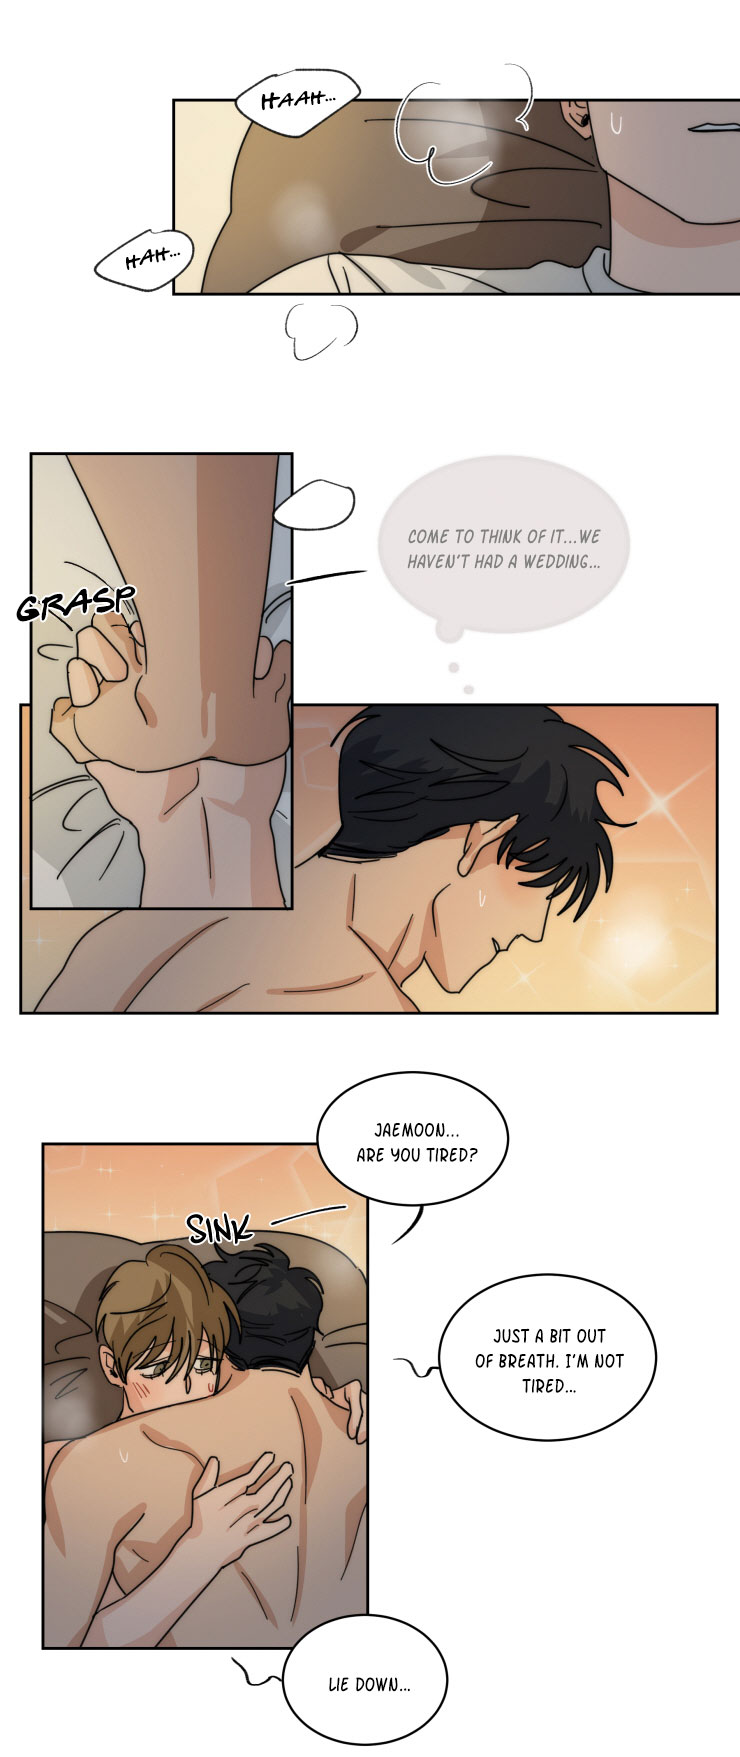 HAAH...
HAH...
COME TO THINK OF IT...WE
HAVEN'T HAD A WEDDING...
GRASP
JAEMOON...
ARE YOU TIRED?
SINK
JUST A BIT OUT
OF BREATH. I'M NOT
TIRED...
LIE DOWN...